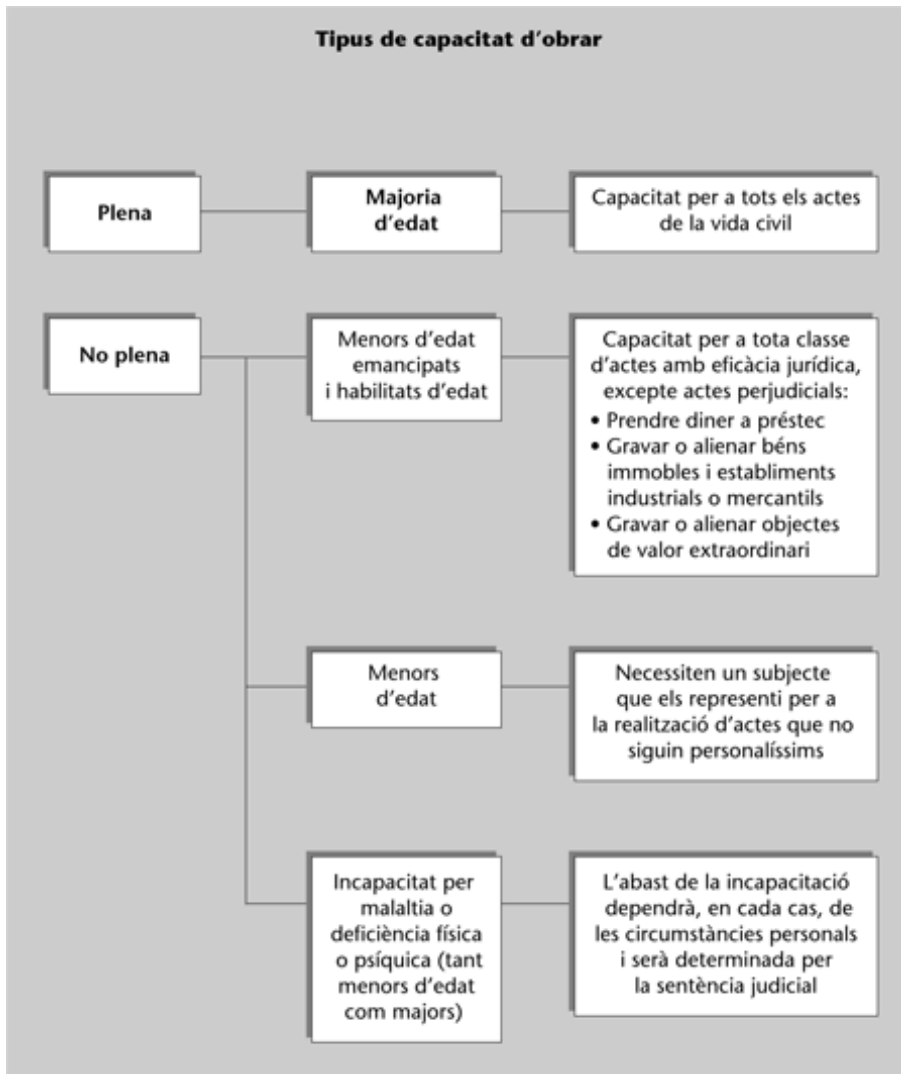 Tipus de capacitat d'obrar
Plena
Majoria
d'edat
Capacitat per a tots els actes
de la vida civil
No plena
Menors d'edat
emancipats
i habilitats d'edat
Capacitat per a tota classe
d'actes amb eficàcia jurídica,
excepte actes perjudicials:
• Prendre diner a préstec
• Gravar o alienar béns
immobles i establiments
industrials o mercantils
• Gravar o alienar objectes
de valor extraordinari
Menors
d'edat
Necessiten un subjecte
que els representi per a
la realització d'actes que no
siguin personalíssims
Incapacitat per
malaltia o
deficiència física
o psíquica (tant
menors d'edat
com majors)
L'abast de la incapacitació
dependrà, en cada cas, de
les circumstàncies personals
i serà determinada per
la sentència judicial